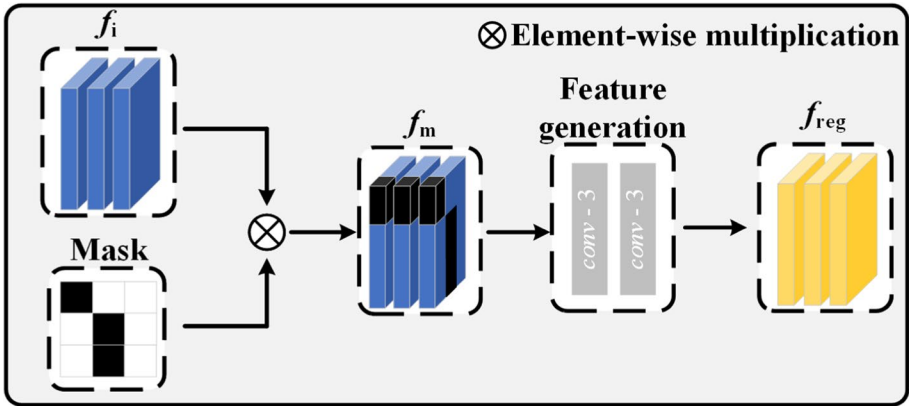 f_i
⊗ Element-wise multiplication
Feature
generation
f_m
f_reg
Mask
conv - 3
conv - 3